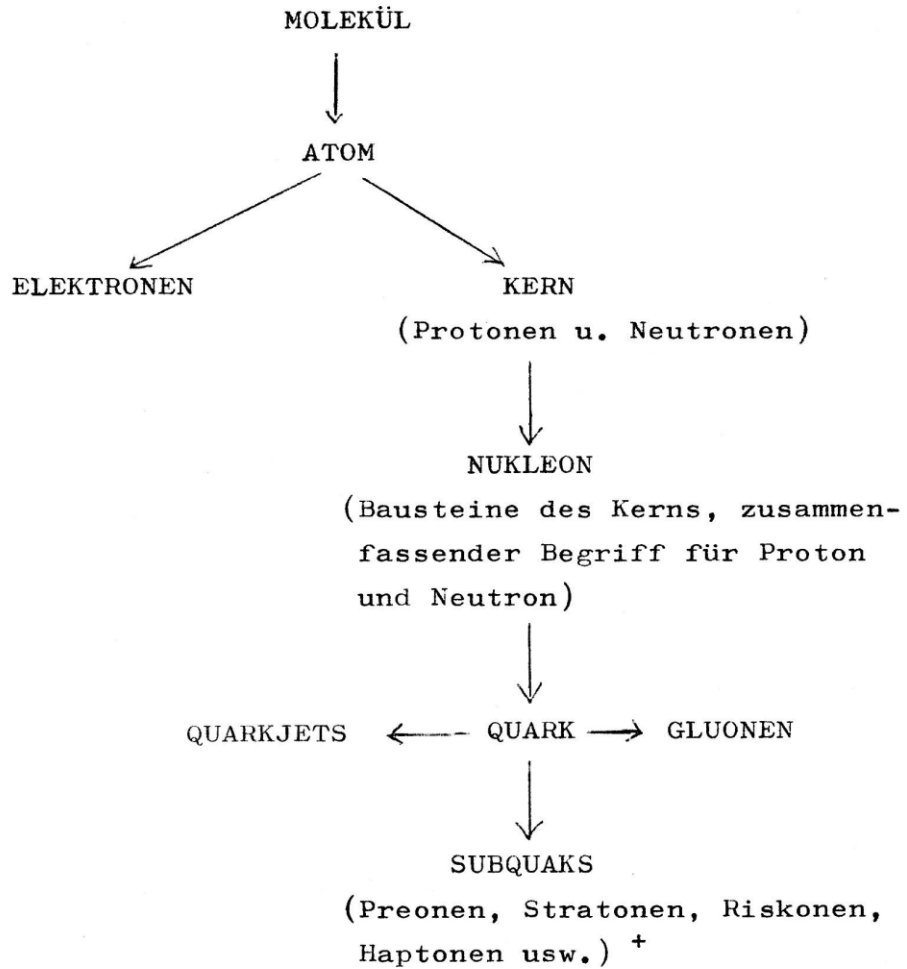 MOLEKÜL
ATOM
ELEKTRONEN KERN
(Protonen u. Neutronen)
NUKLEON
(Bausteine des Kerns, zusammen-
fassender Begriff für Proton
und Neutron)
QUARKJETS QUARK GLUONEN
SUBQUAKS
(Preonen, Stratonen, Riskonen,
Haptonen usw.) +